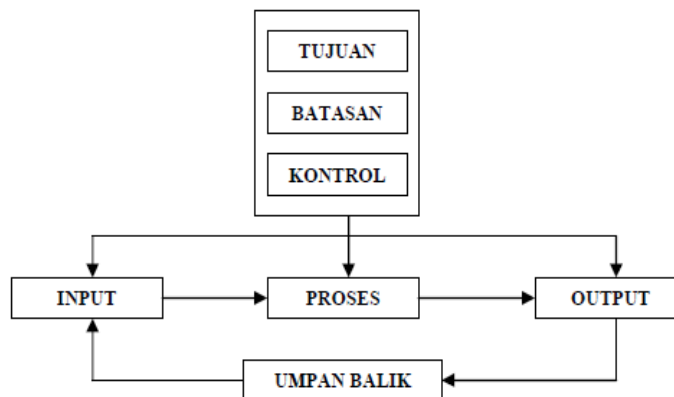 TUJUAN
BATASAN
KONTROL
INPUT
PROSES
OUTPUT
UMPAN BALIK